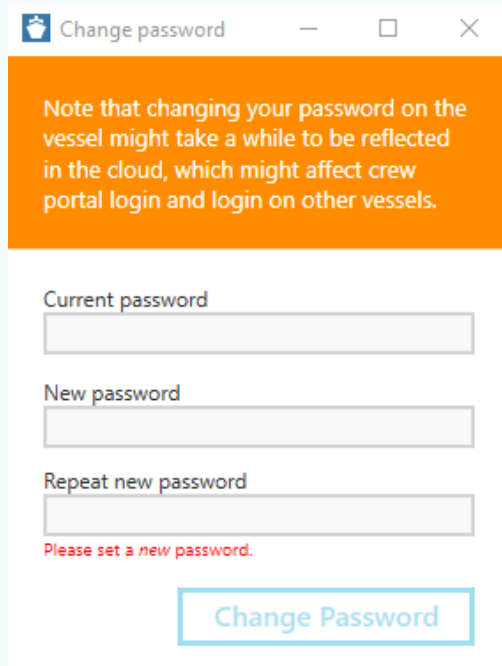 Change password
Note that changing your password on the
vessel might take a while to be reflected
in the cloud, which might affect crew
portal login and login on other vessels.
Current password
New password
Repeat new password
Please set a new password.
Change Password